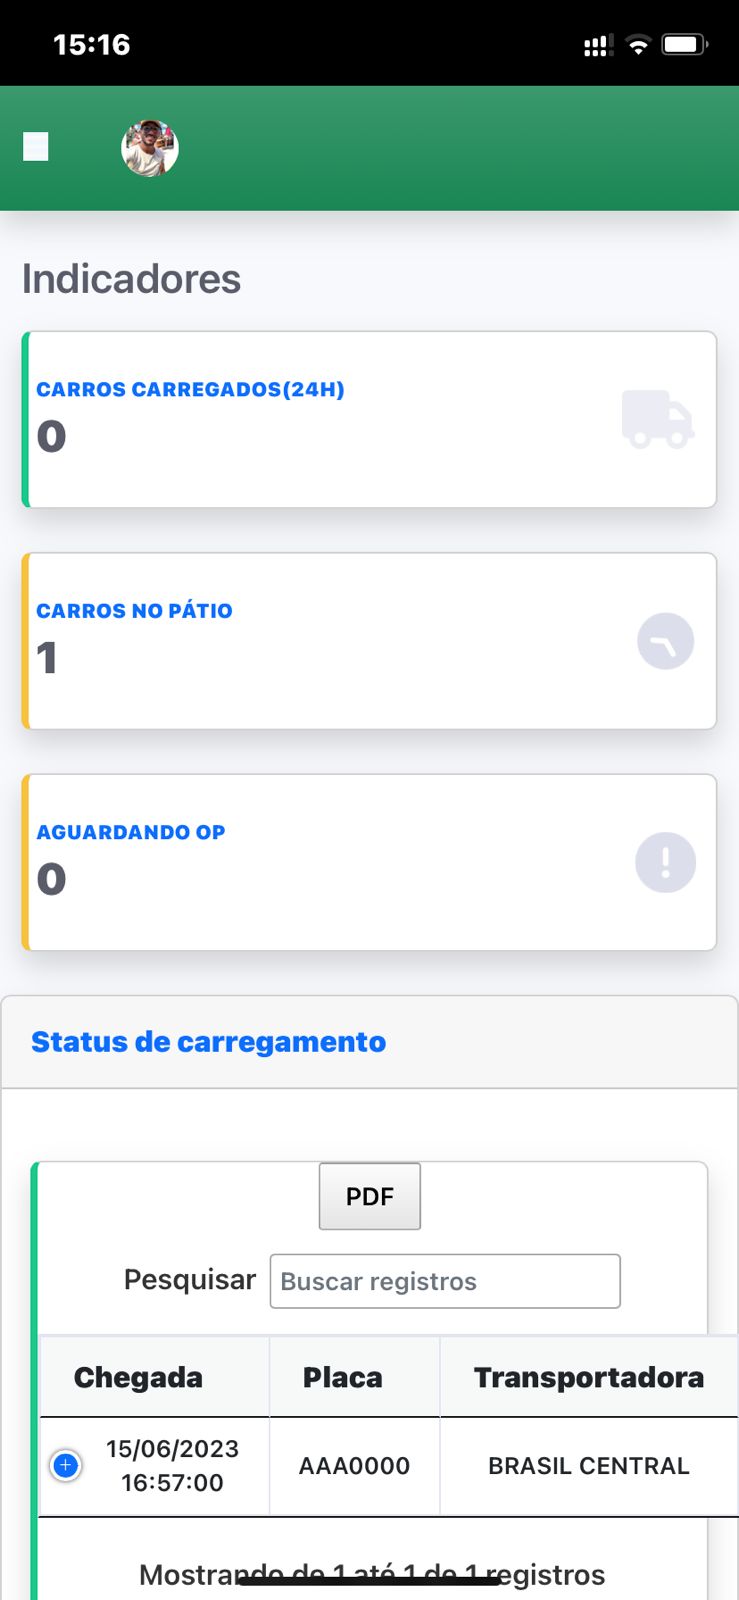 15:16
Indicadores
CARROS CARREGADOS(24H)
0
CARROS NO PÁTIO
1
AGUARDANDO OP
0
Status de carregamento
PDF
Pesquisar Buscar registros
Chegada Placa Transportadora
15/06/2023
16:57:00 AAA0000 BRASIL CENTRAL
Mostrando de 1 até 1 de 1 registros